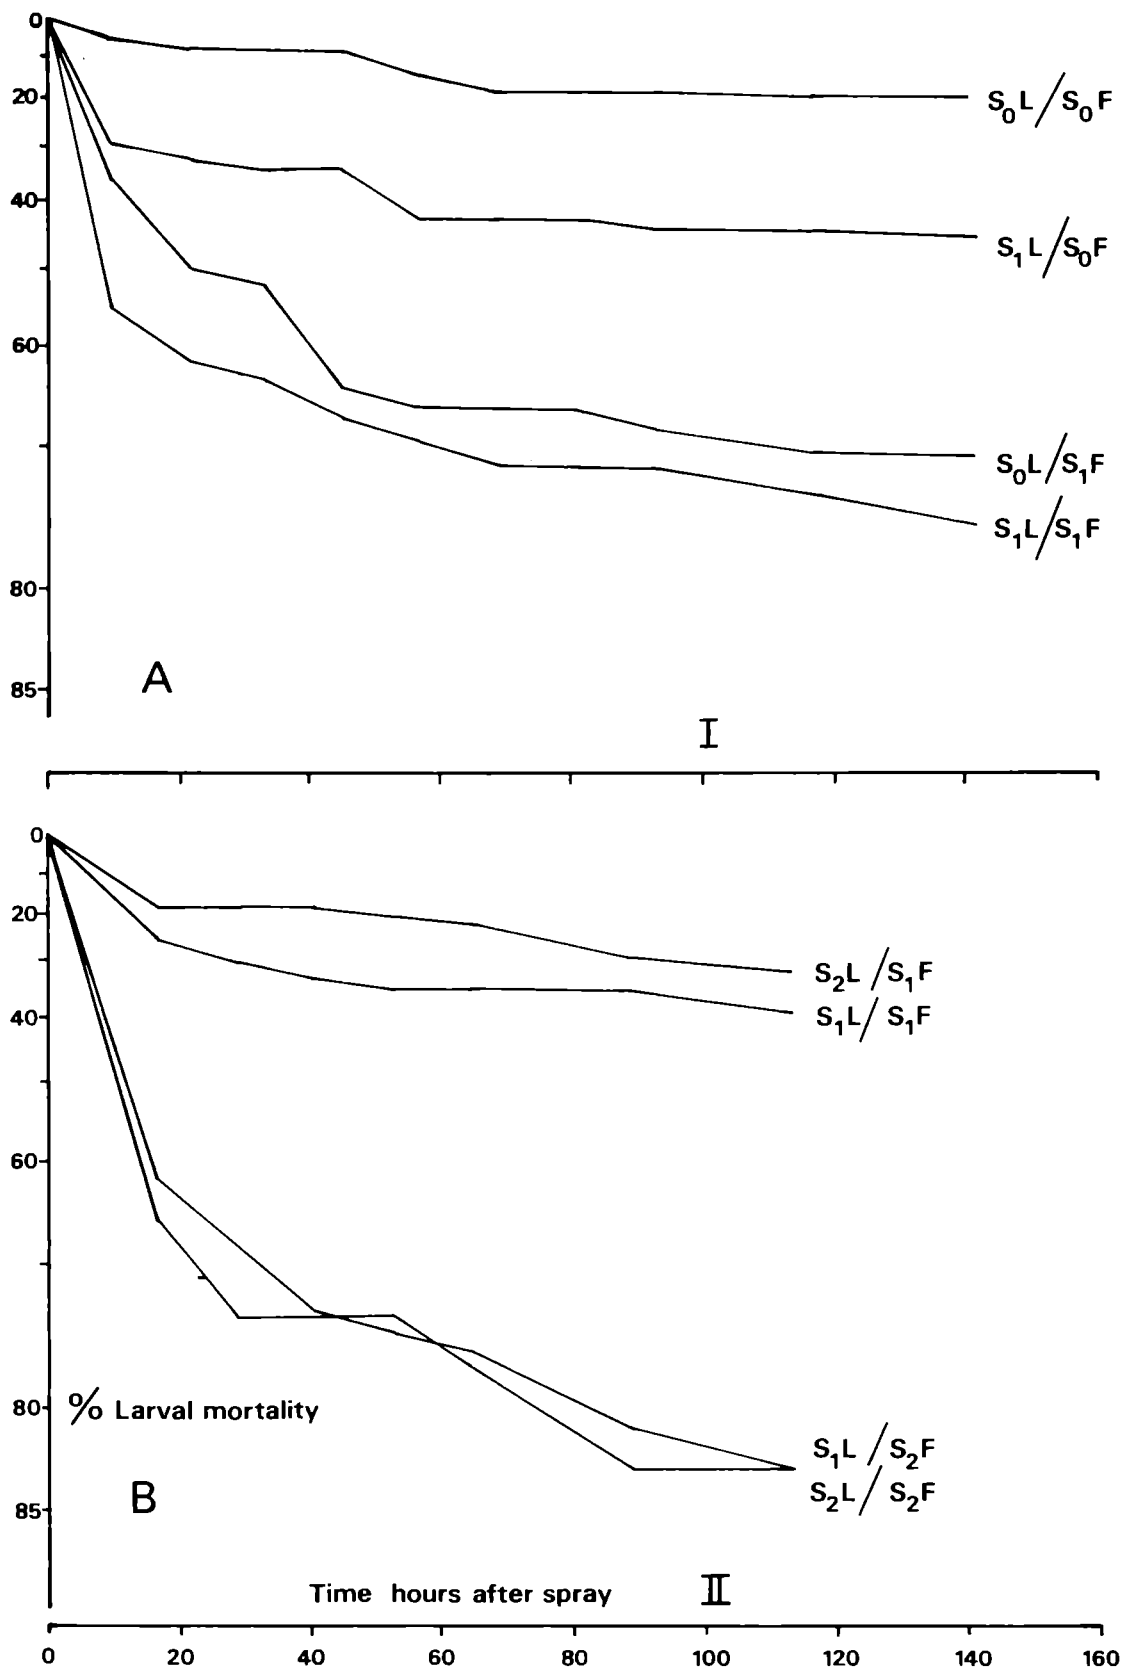 0
20
40
60
80
85
S₀L/S₀F
S₁L/S₀F
S₀L/S₁F
S₁L/S₁F
A
I
0
20
40
60
80
85
S₂L/S₁F
S₁L/S₁F
% Larval mortality
S₁L/S₂F
S₂L/S₂F
B
Time hours after spray
II
0 20 40 60 80 100 120 140 160